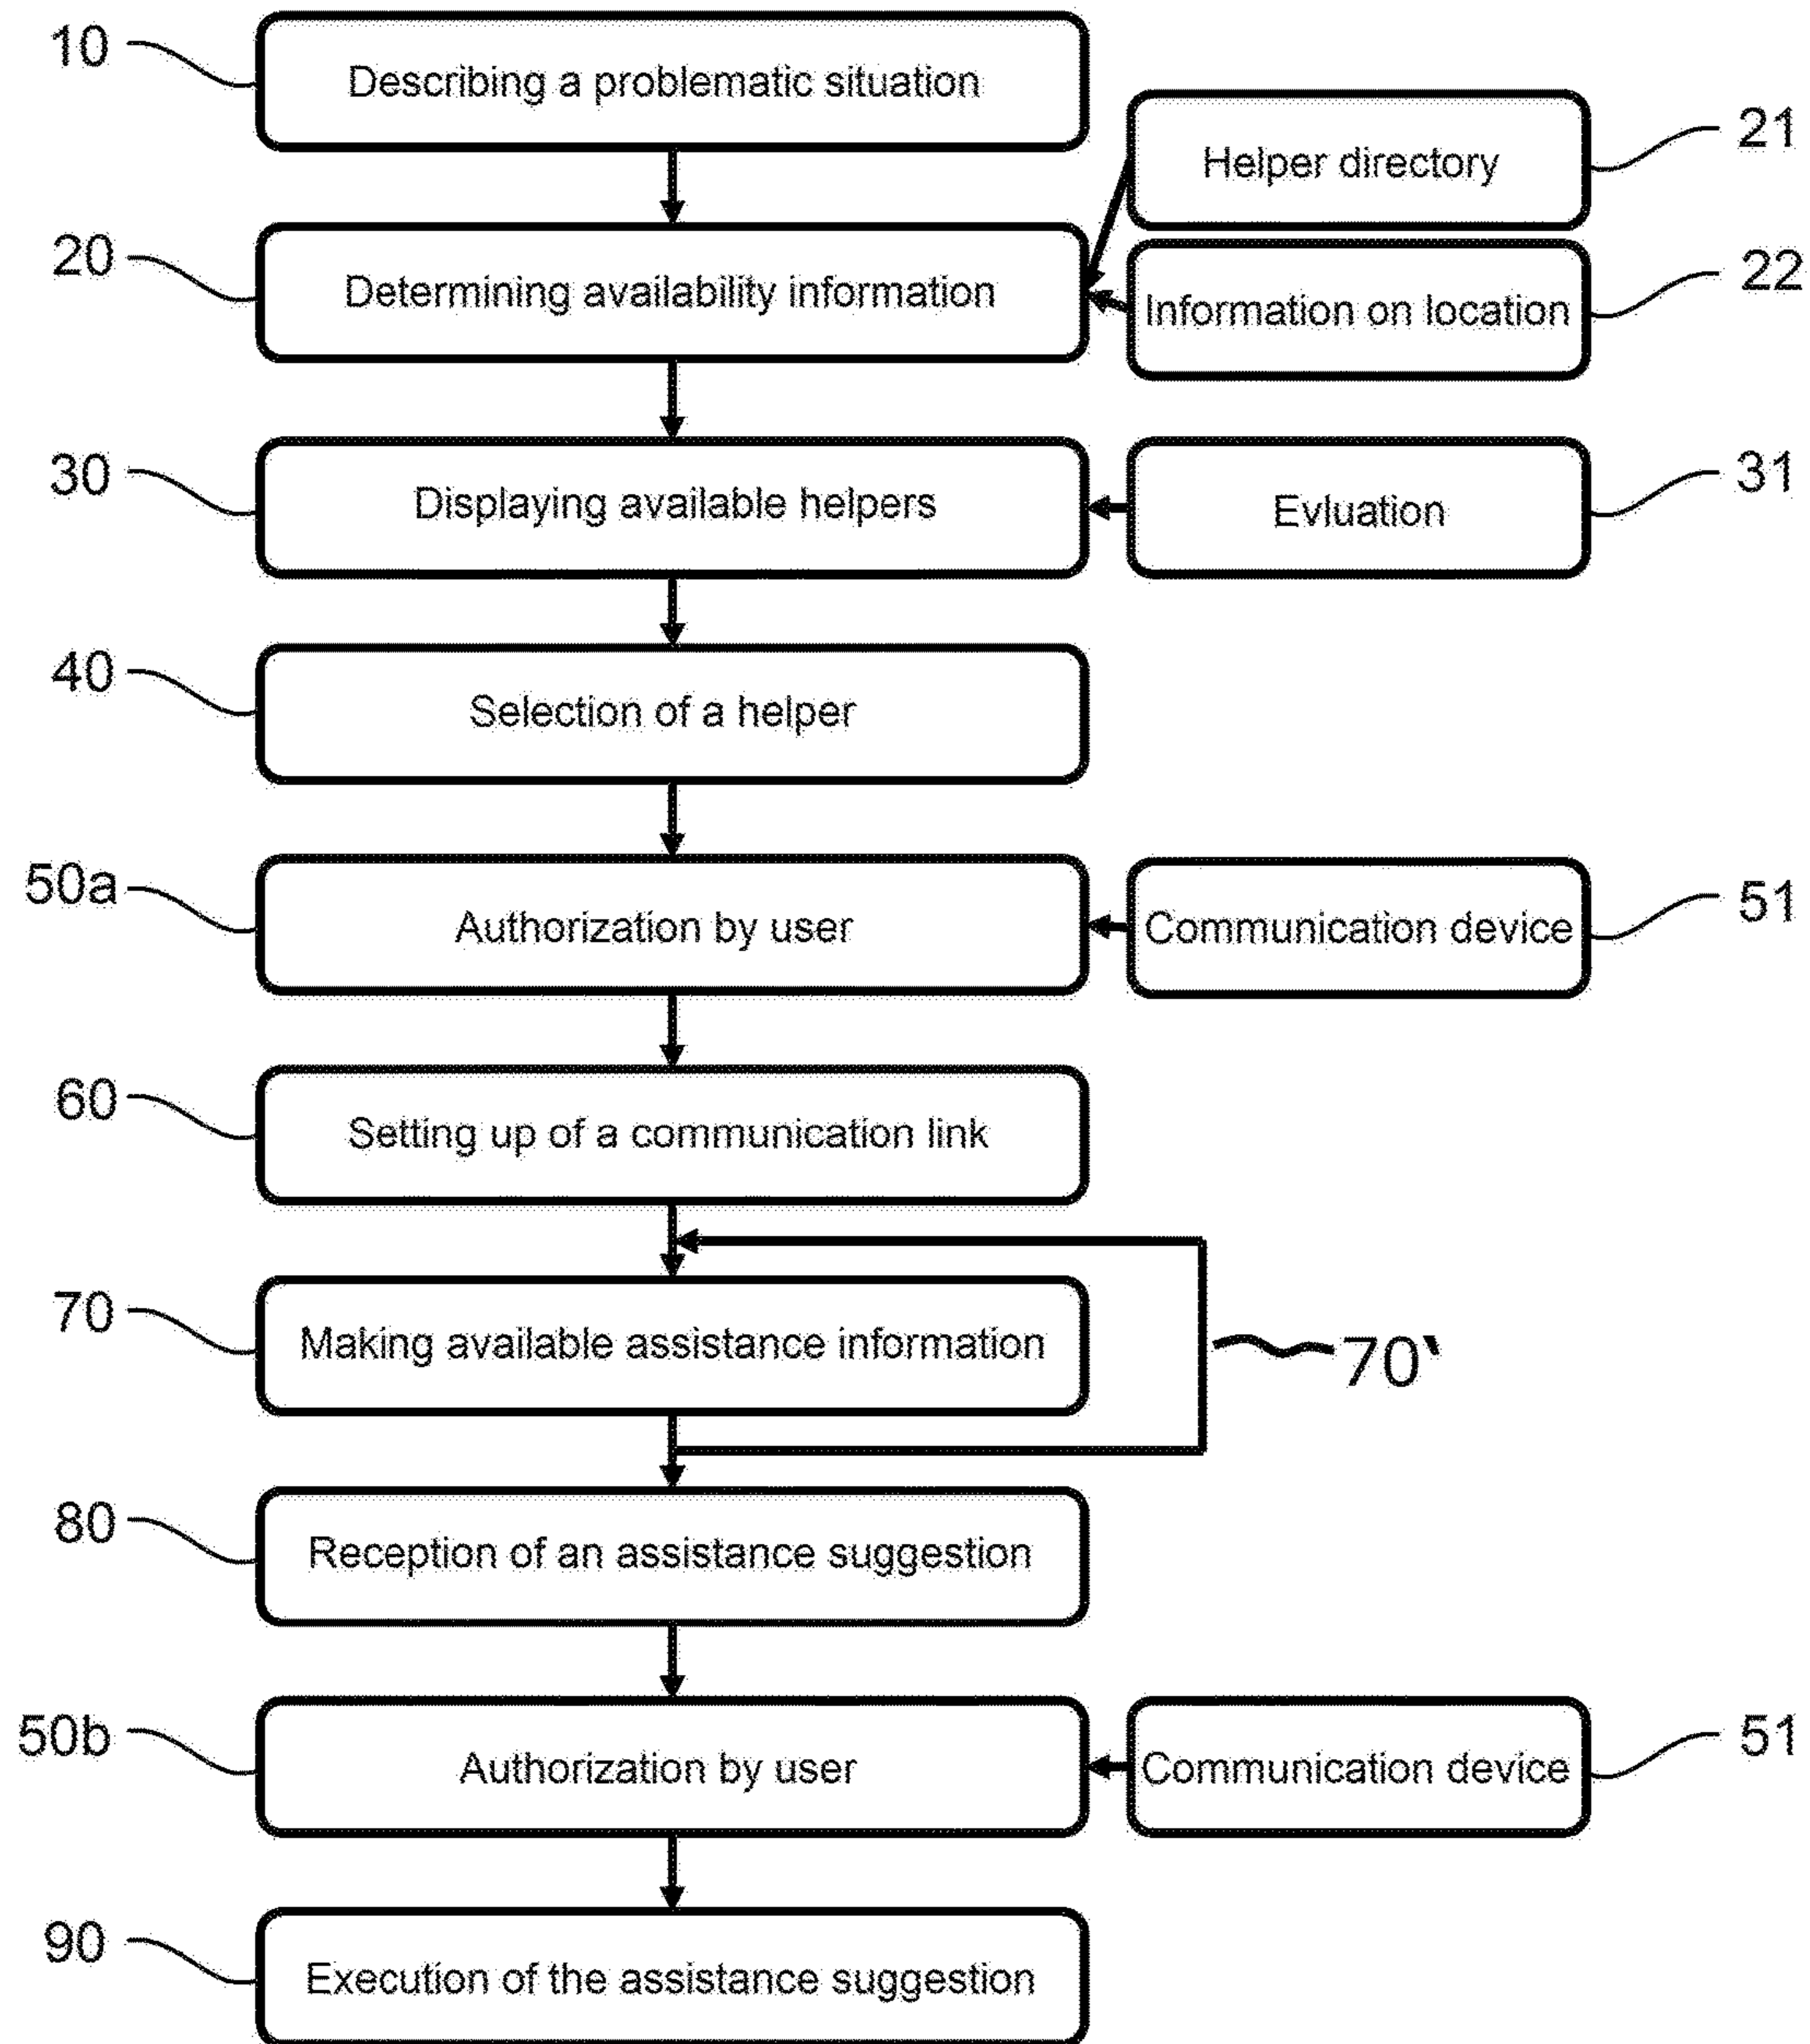 10
Describing a problematic situation
Helper directory
21
20
Determining availability information
Information on location
22
30
Displaying available helpers
Evluation
31
40
Selection of a helper
50a
Authorization by user
Communication device
51
60
Setting up of a communication link
70
Making available assistance information
70‵
80
Reception of an assistance suggestion
50b
Authorization by user
Communication device
51
90
Execution of the assistance suggestion